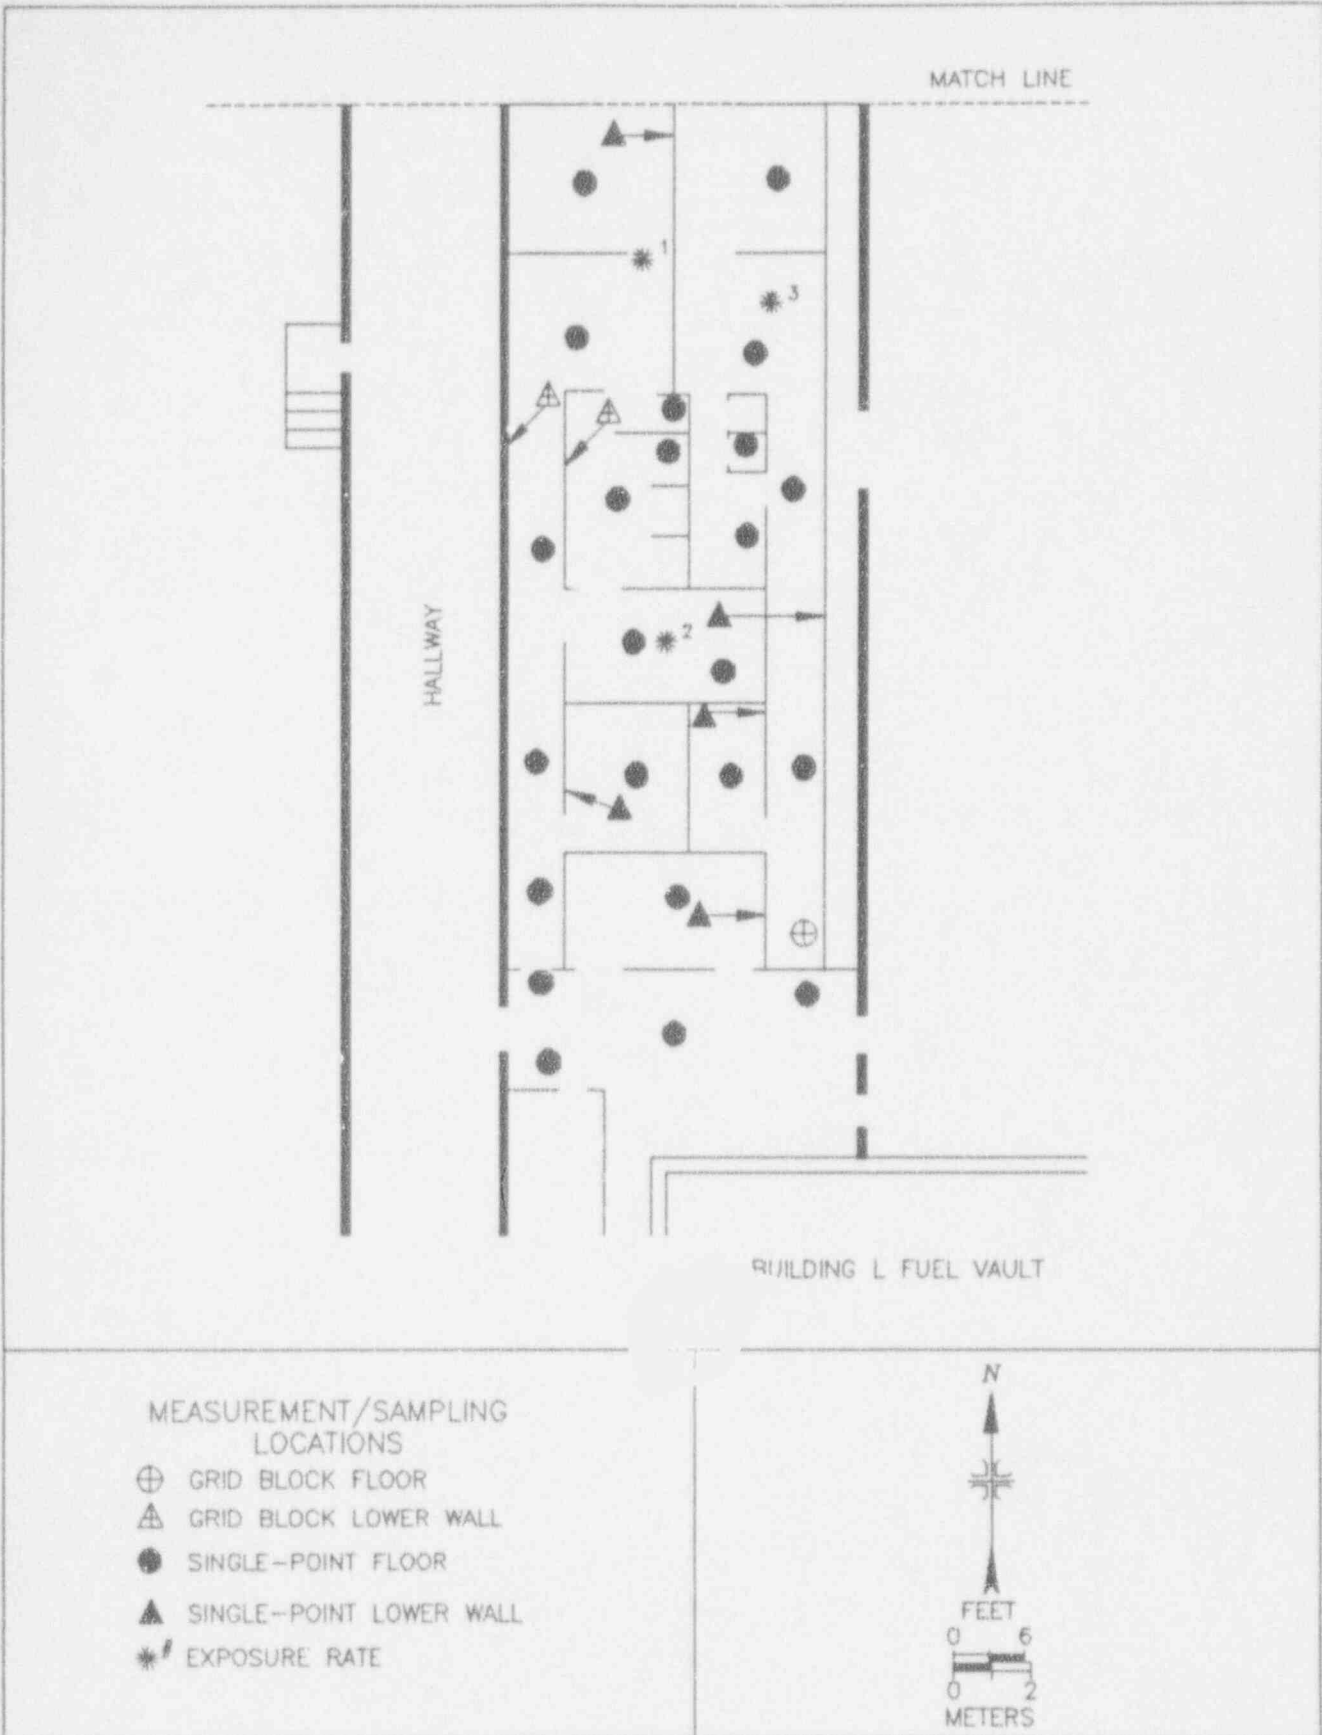 MATCH LINE
1
3
HALLWAY
2
BUILDING L FUEL VAULT
MEASUREMENT/SAMPLING
LOCATIONS
GRID BLOCK FLOOR
GRID BLOCK LOWER WALL
SINGLE-POINT FLOOR
SINGLE-POINT LOWER WALL
# EXPOSURE RATE
N
FEET
0 6
0 2
METERS